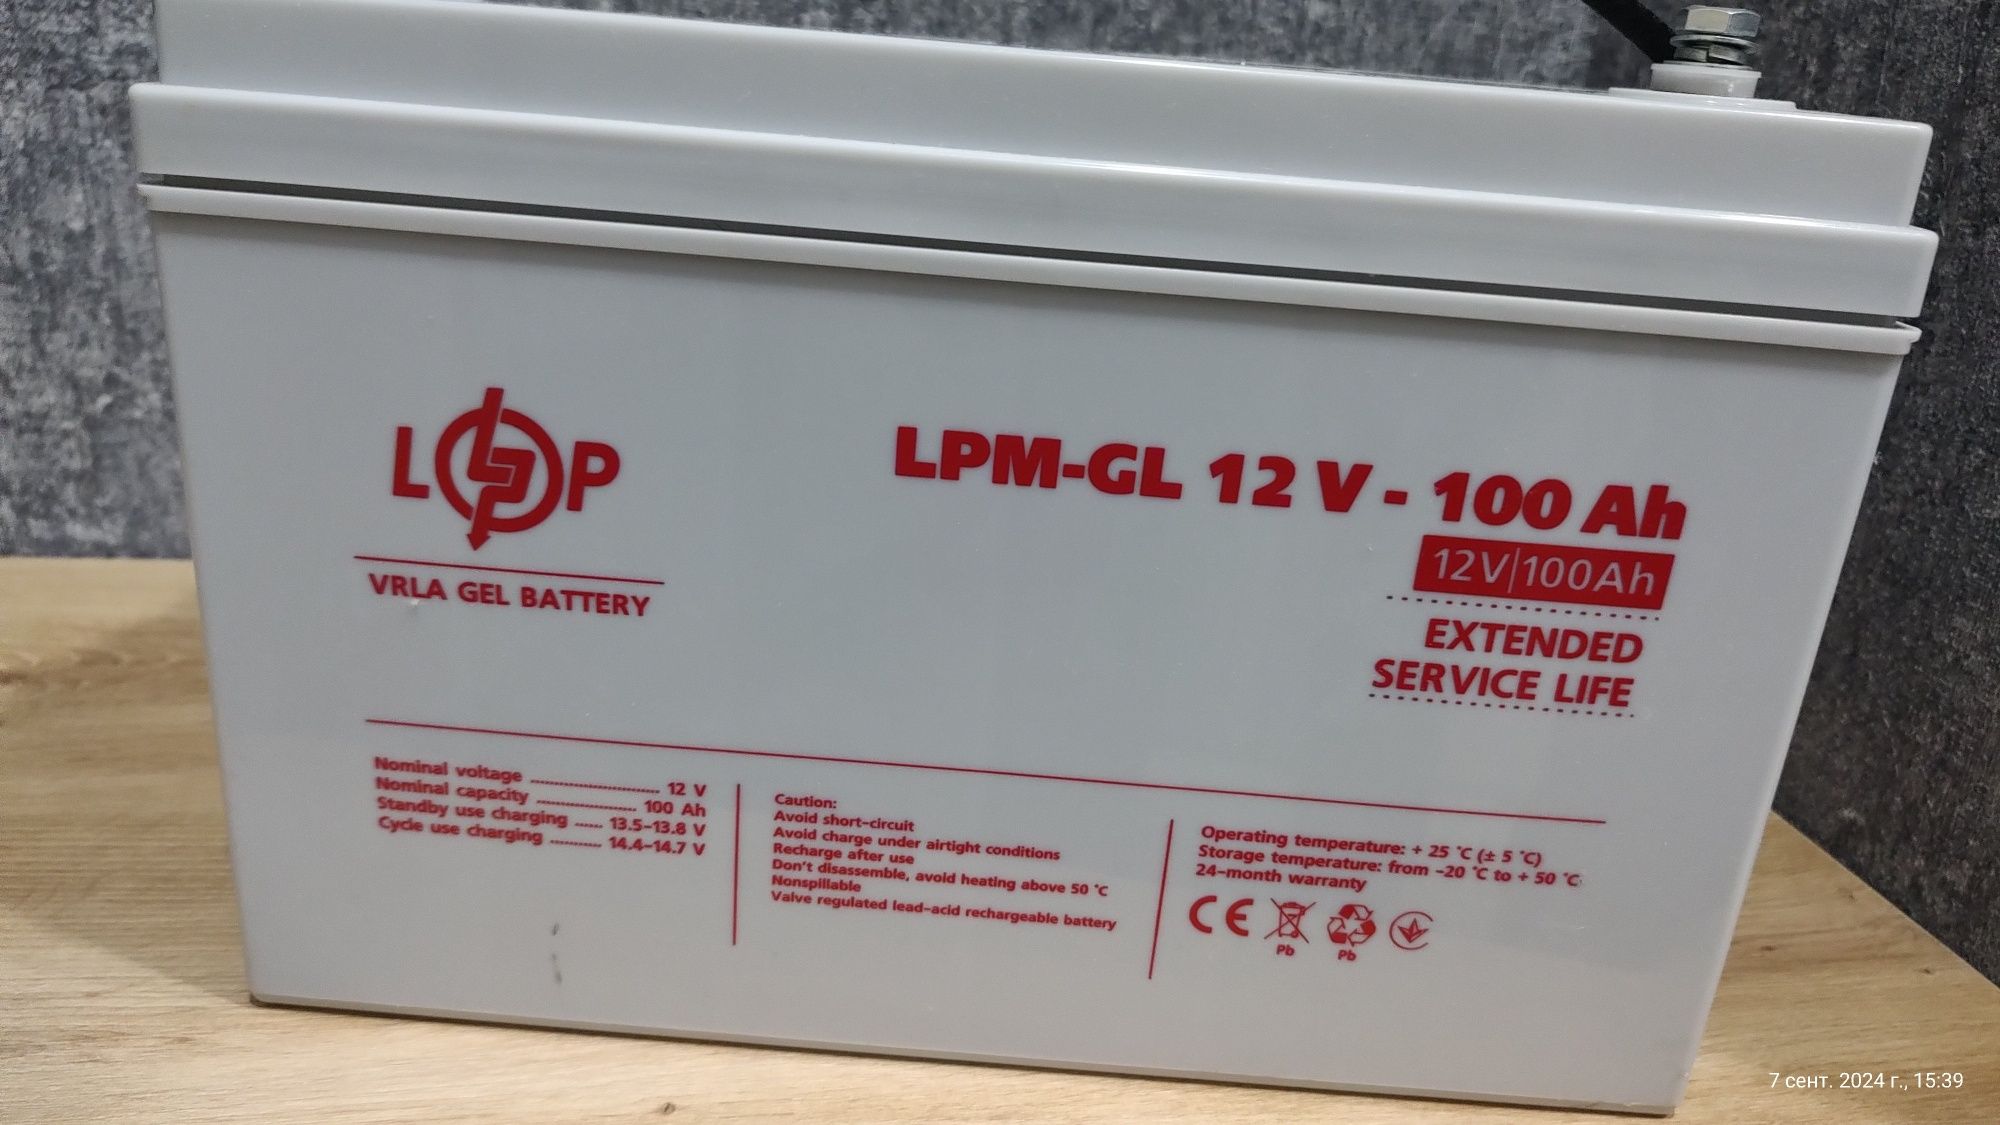 LP
VRLA GEL BATTERY
LPM-GL 12 V - 100 Ah
12V|100Ah
EXTENDED
SERVICE LIFE
Nominal voltage ........................... 12 V
Nominal capacity ..................... 100 Ah
Standby use charging ...... 13.5-13.8 V
Cycle use charging ........... 14.4-14.7 V
Caution:
Avoid short-circuit
Avoid charge under airtight conditions
Recharge after use
Don't disassemble, avoid heating above 50 °C
Nonspillable
Valve regulated lead-acid rechargeable battery
Operating temperature: + 25 °C (± 5 °C)
Storage temperature: from -20 °C to + 50 °C
24-month warranty
CE
Pb
Pb
7 сент. 2024 г., 15:39